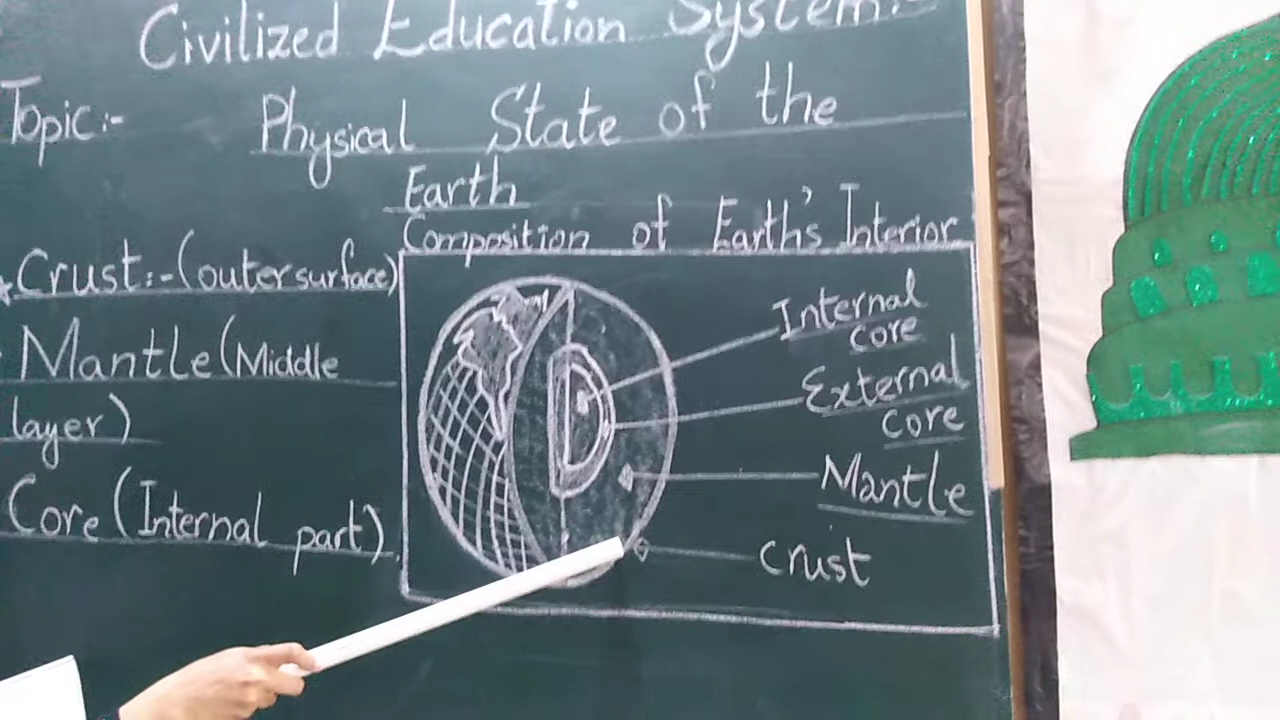 Civilized Education System:-
Topic:- Physical State of the
Earth
Composition of Earth's Interior
Crust:- (outer surface)
Mantle (Middle
layer)
Core (Internal part).
Internal
core
External
core
Mantle
Crust